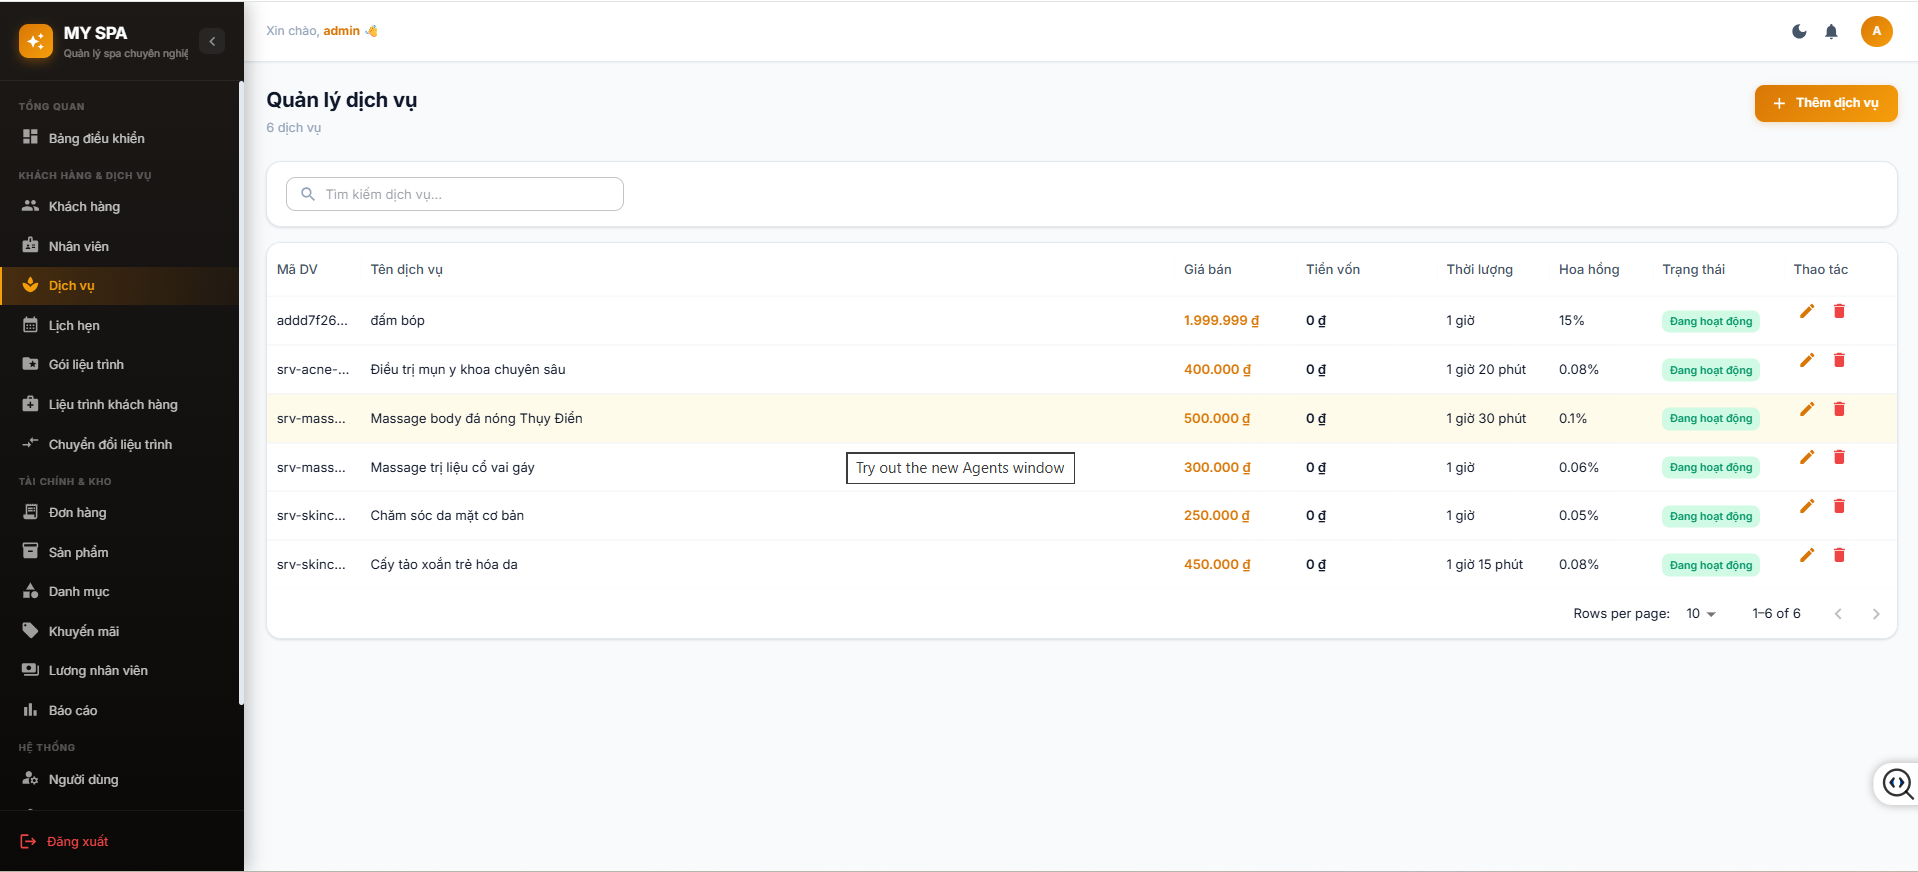 MY SPA
Quản lý spa chuyên nghiệ
Xin chào, admin 👋
A
TỔNG QUAN
Bảng điều khiển
KHÁCH HÀNG & DỊCH VỤ
Khách hàng
Nhân viên
Dịch vụ
Lịch hẹn
Gói liệu trình
Liệu trình khách hàng
Chuyển đổi liệu trình
TÀI CHÍNH & KHO
Đơn hàng
Sản phẩm
Danh mục
Khuyến mãi
Lương nhân viên
Báo cáo
HỆ THỐNG
Người dùng
Đăng xuất
Quản lý dịch vụ
6 dịch vụ
Thêm dịch vụ
Tìm kiếm dịch vụ...
Mã DV Tên dịch vụ Giá bán Tiền vốn Thời lượng Hoa hồng Trạng thái Thao tác
addd7f26... đấm bóp 1.999.999 ₫ 0 ₫ 1 giờ 15% Đang hoạt động
srv-acne-... Điều trị mụn y khoa chuyên sâu 400.000 ₫ 0 ₫ 1 giờ 20 phút 0.08% Đang hoạt động
srv-mass... Massage body đá nóng Thụy Điển 500.000 ₫ 0 ₫ 1 giờ 30 phút 0.1% Đang hoạt động
srv-mass... Massage trị liệu cổ vai gáy 300.000 ₫ 0 ₫ 1 giờ 0.06% Đang hoạt động
Try out the new Agents window
srv-skinc... Chăm sóc da mặt cơ bản 250.000 ₫ 0 ₫ 1 giờ 0.05% Đang hoạt động
srv-skinc... Cấy tảo xoắn trẻ hóa da 450.000 ₫ 0 ₫ 1 giờ 15 phút 0.08% Đang hoạt động
Rows per page: 10 1–6 of 6